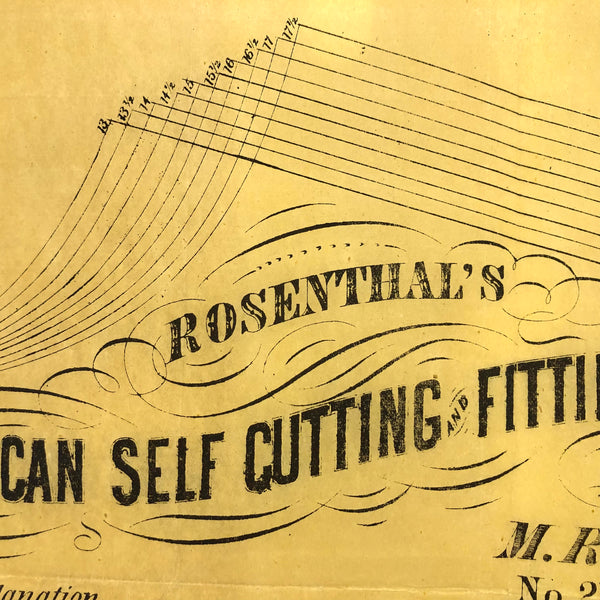 13 13½ 14 14½ 15 15½ 16 16½ 17 17½
ROSENTHAL'S
CAN SELF CUTTING AND FITTI
M. R
No 2
lanation